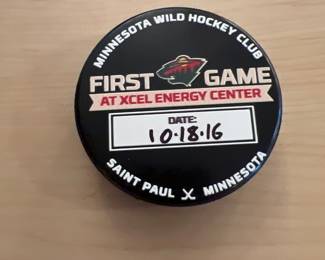 MINNESOTA WILD HOCKEY CLUB
FIRST GAME
AT XCEL ENERGY CENTER
DATE:
10.18.16
SAINT PAUL MINNESOTA